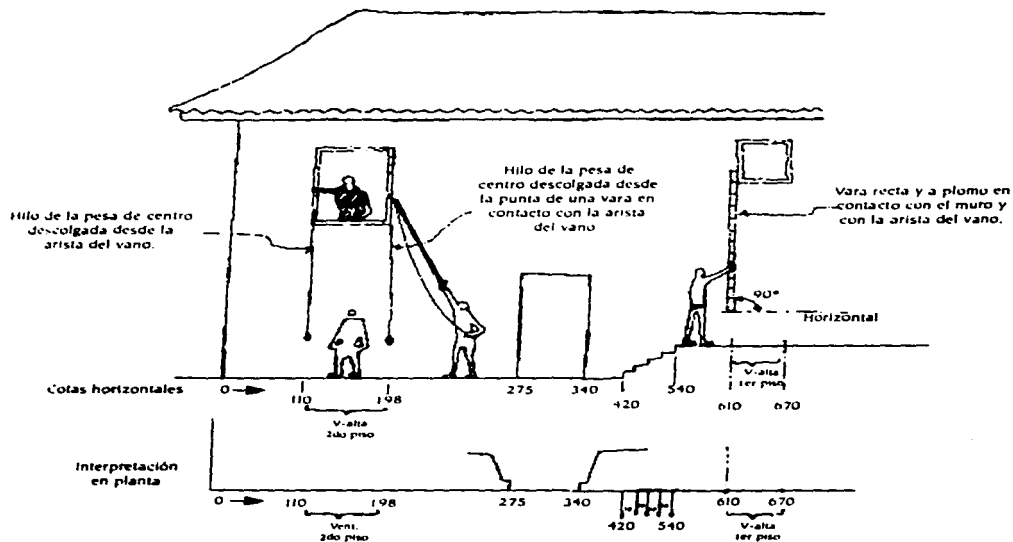 Hilo de la pesa de centro
descolgada desde la
arista del vano.
Hilo de la pesa de
centro descolgada desde
la punta de una vara en
contacto con la arista
del vano
Vara recta y a plomo en
contacto con el muro y
con la arista del vano.
90°
Horizontal
Cotas horizontales
0
110
198
275
340
420
540
610
670
V-alta
2do piso
V-alta
1er piso
Interpretación
en planta
0
110
198
275
340
420
540
610
670
Vent.
2do piso
V-alta
1er piso